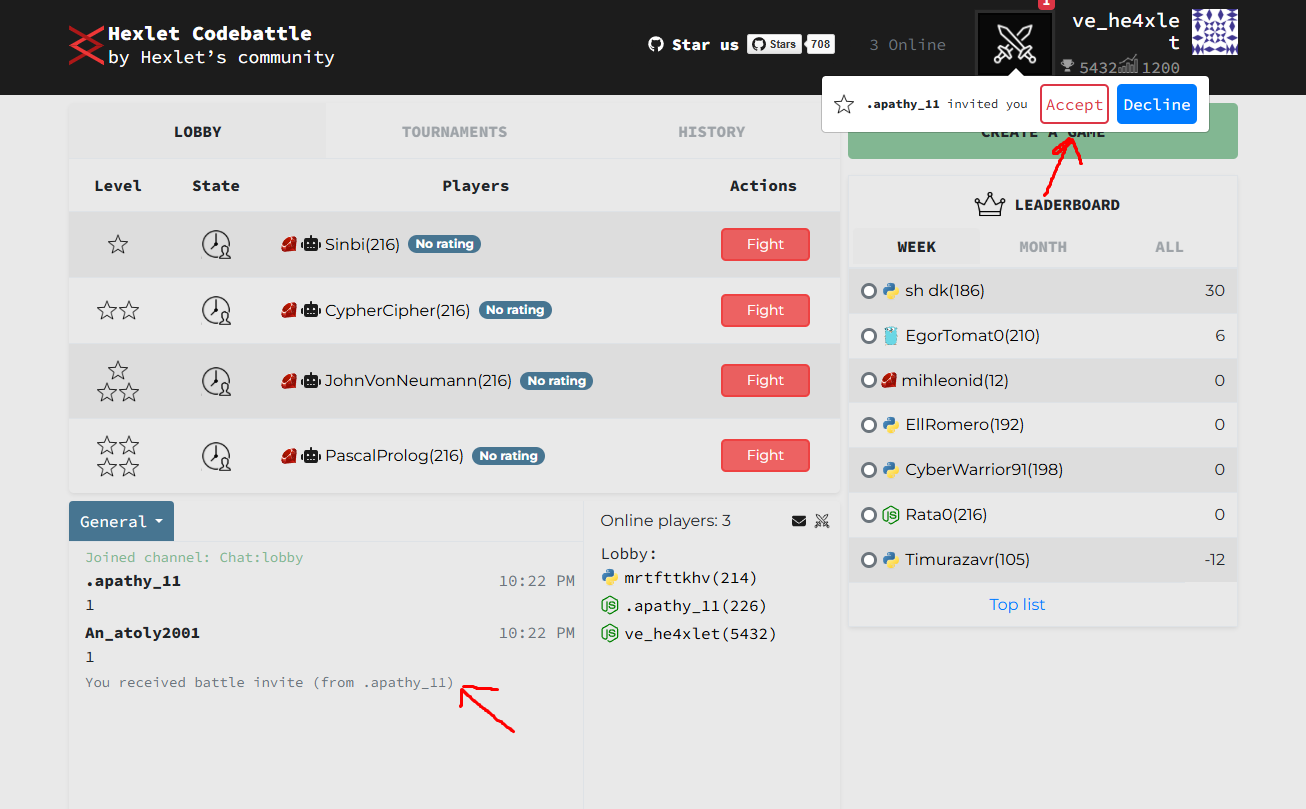 Hexlet Codebattle
by Hexlet's community
Star us
Stars 708
3 Online
1
ve_he4xle
t
5432 1200
.apathy_11 invited you Accept Decline
LOBBY TOURNAMENTS HISTORY
CREATE A GAME
Level State Players Actions
Sinbi(216) No rating Fight
CypherCipher(216) No rating Fight
JohnVonNeumann(216) No rating Fight
PascalProlog(216) No rating Fight
LEADERBOARD
WEEK MONTH ALL
sh dk(186) 30
EgorTomat0(210) 6
mihleonid(12) 0
EllRomero(192) 0
CyberWarrior91(198) 0
Rata0(216) 0
Timurazavr(105) -12
Top list
General
Joined channel: Chat:lobby
.apathy_11 10:22 PM
1
An_atoly2001 10:22 PM
1
You received battle invite (from .apathy_11)
Online players: 3
Lobby:
mrtfttkhv(214)
.apathy_11(226)
ve_he4xlet(5432)